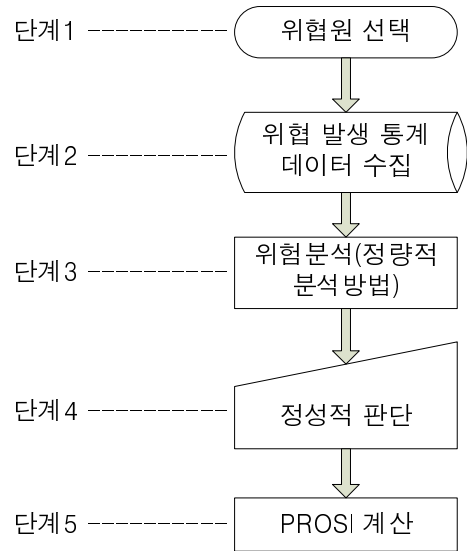 단계1
위협원 선택
단계2
위협 발생 통계
데이터 수집
단계3
위험분석(정량적
분석방법)
단계4
정성적 판단
단계5
PROSI 계산